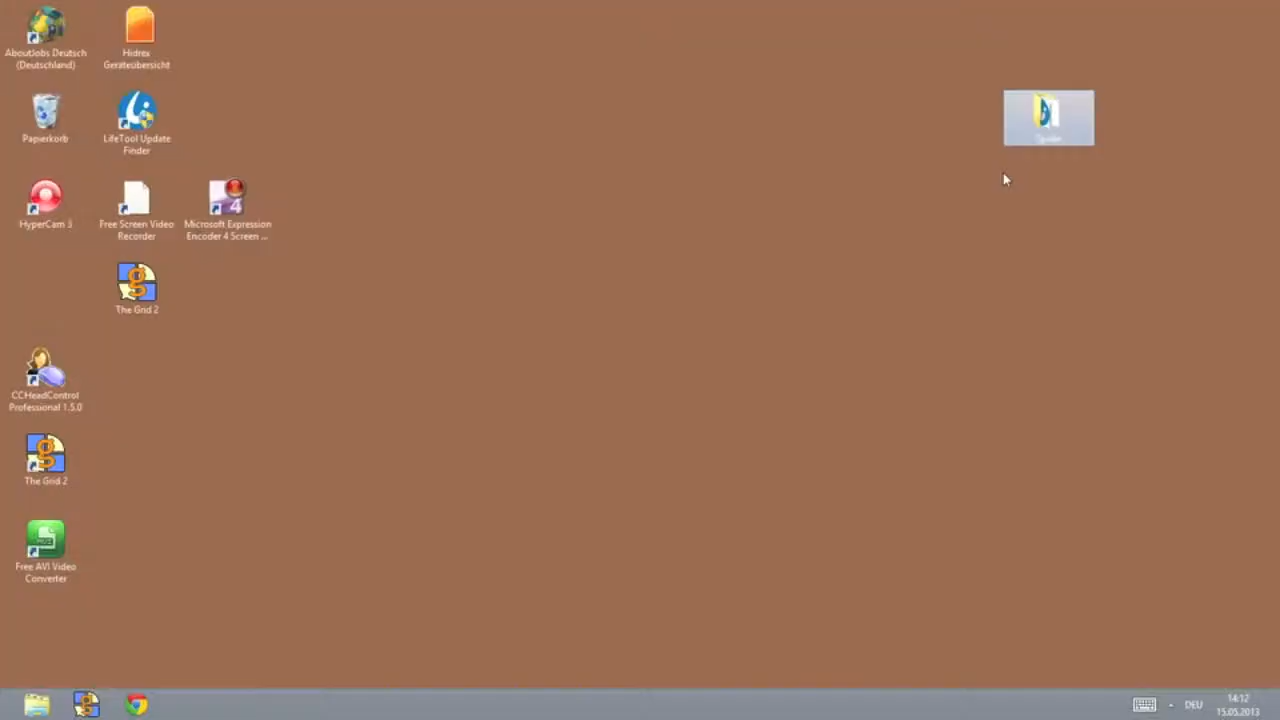 AboutJobs Deutsch
(Deutschland)
Hidrex
Geräteübersicht
Papierkorb
LifeTool Update
Finder
HyperCam 3
Free Screen Video
Recorder
Microsoft Expression
Encoder 4 Screen ...
The Grid 2
CCHeadControl
Professional 1.5.0
The Grid 2
Free AVI Video
Converter
DEU
14:12
15.05.2013